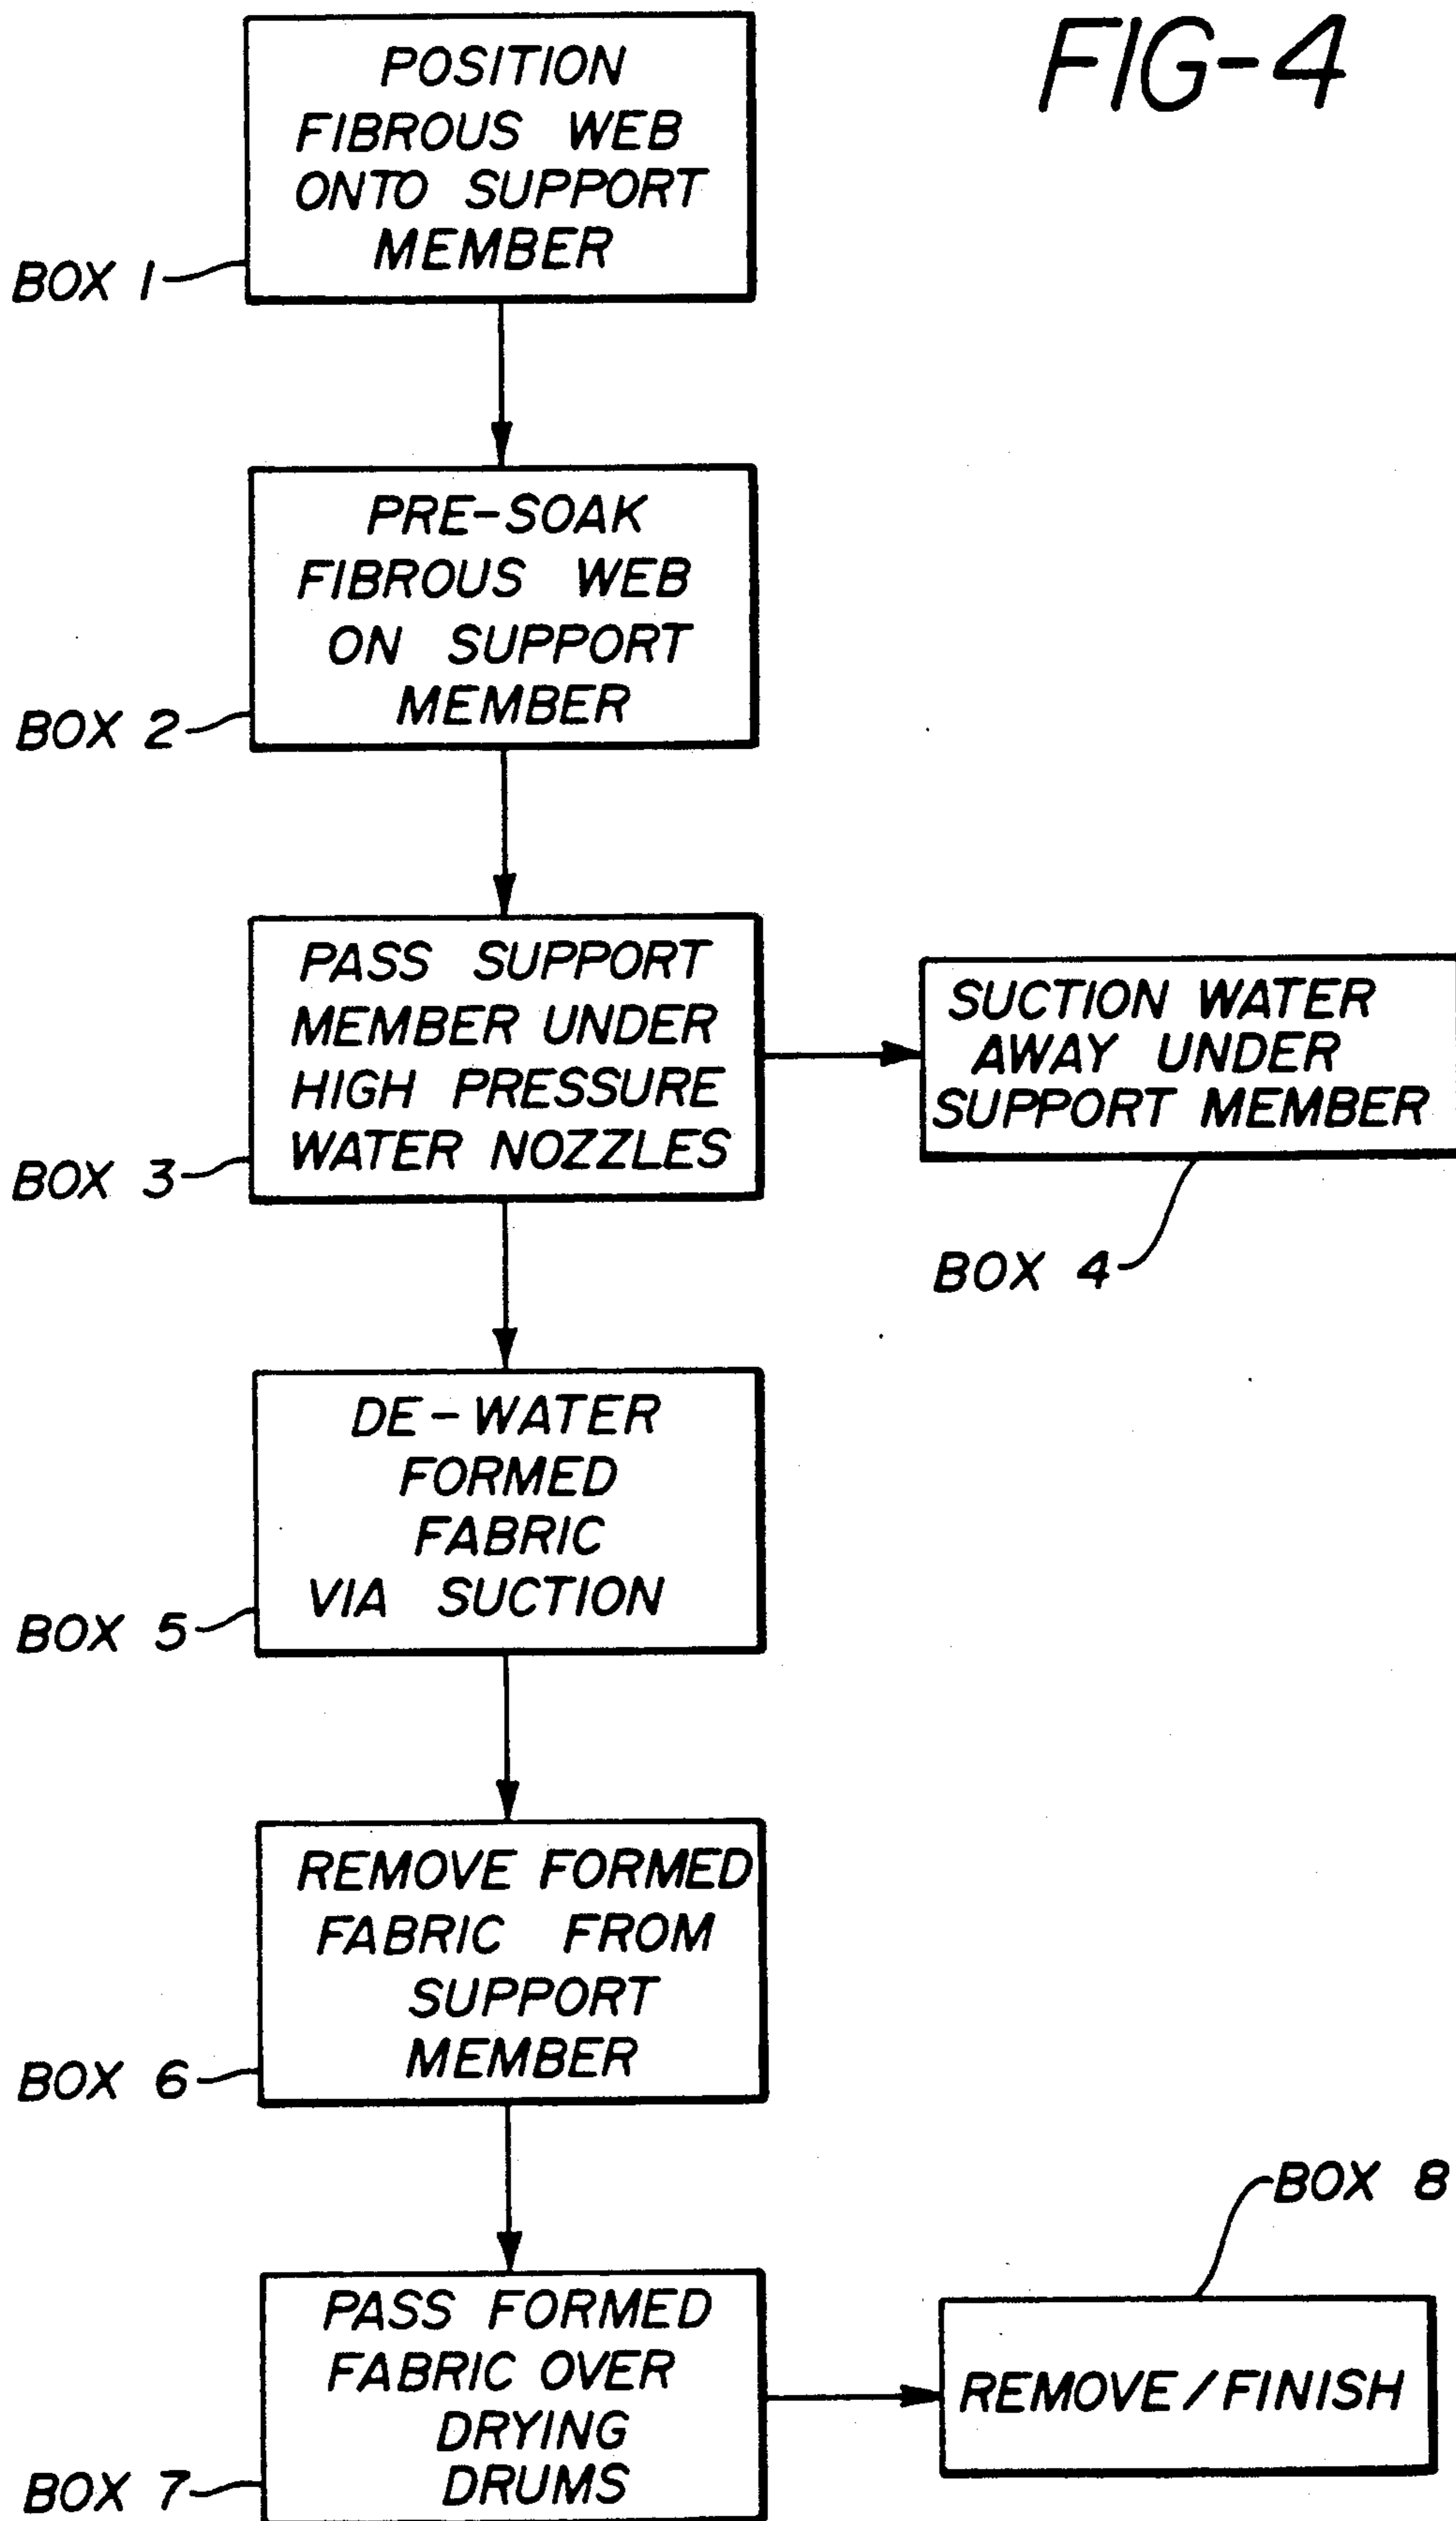 FIG-4
POSITION
FIBROUS WEB
ONTO SUPPORT
MEMBER
BOX 1
PRE-SOAK
FIBROUS WEB
ON SUPPORT
MEMBER
BOX 2
PASS SUPPORT
MEMBER UNDER
HIGH PRESSURE
WATER NOZZLES
BOX 3
SUCTION WATER
AWAY UNDER
SUPPORT MEMBER
BOX 4
DE-WATER
FORMED
FABRIC
VIA SUCTION
BOX 5
REMOVE FORMED
FABRIC FROM
SUPPORT
MEMBER
BOX 6
PASS FORMED
FABRIC OVER
DRYING
DRUMS
BOX 7
BOX 8
REMOVE/FINISH